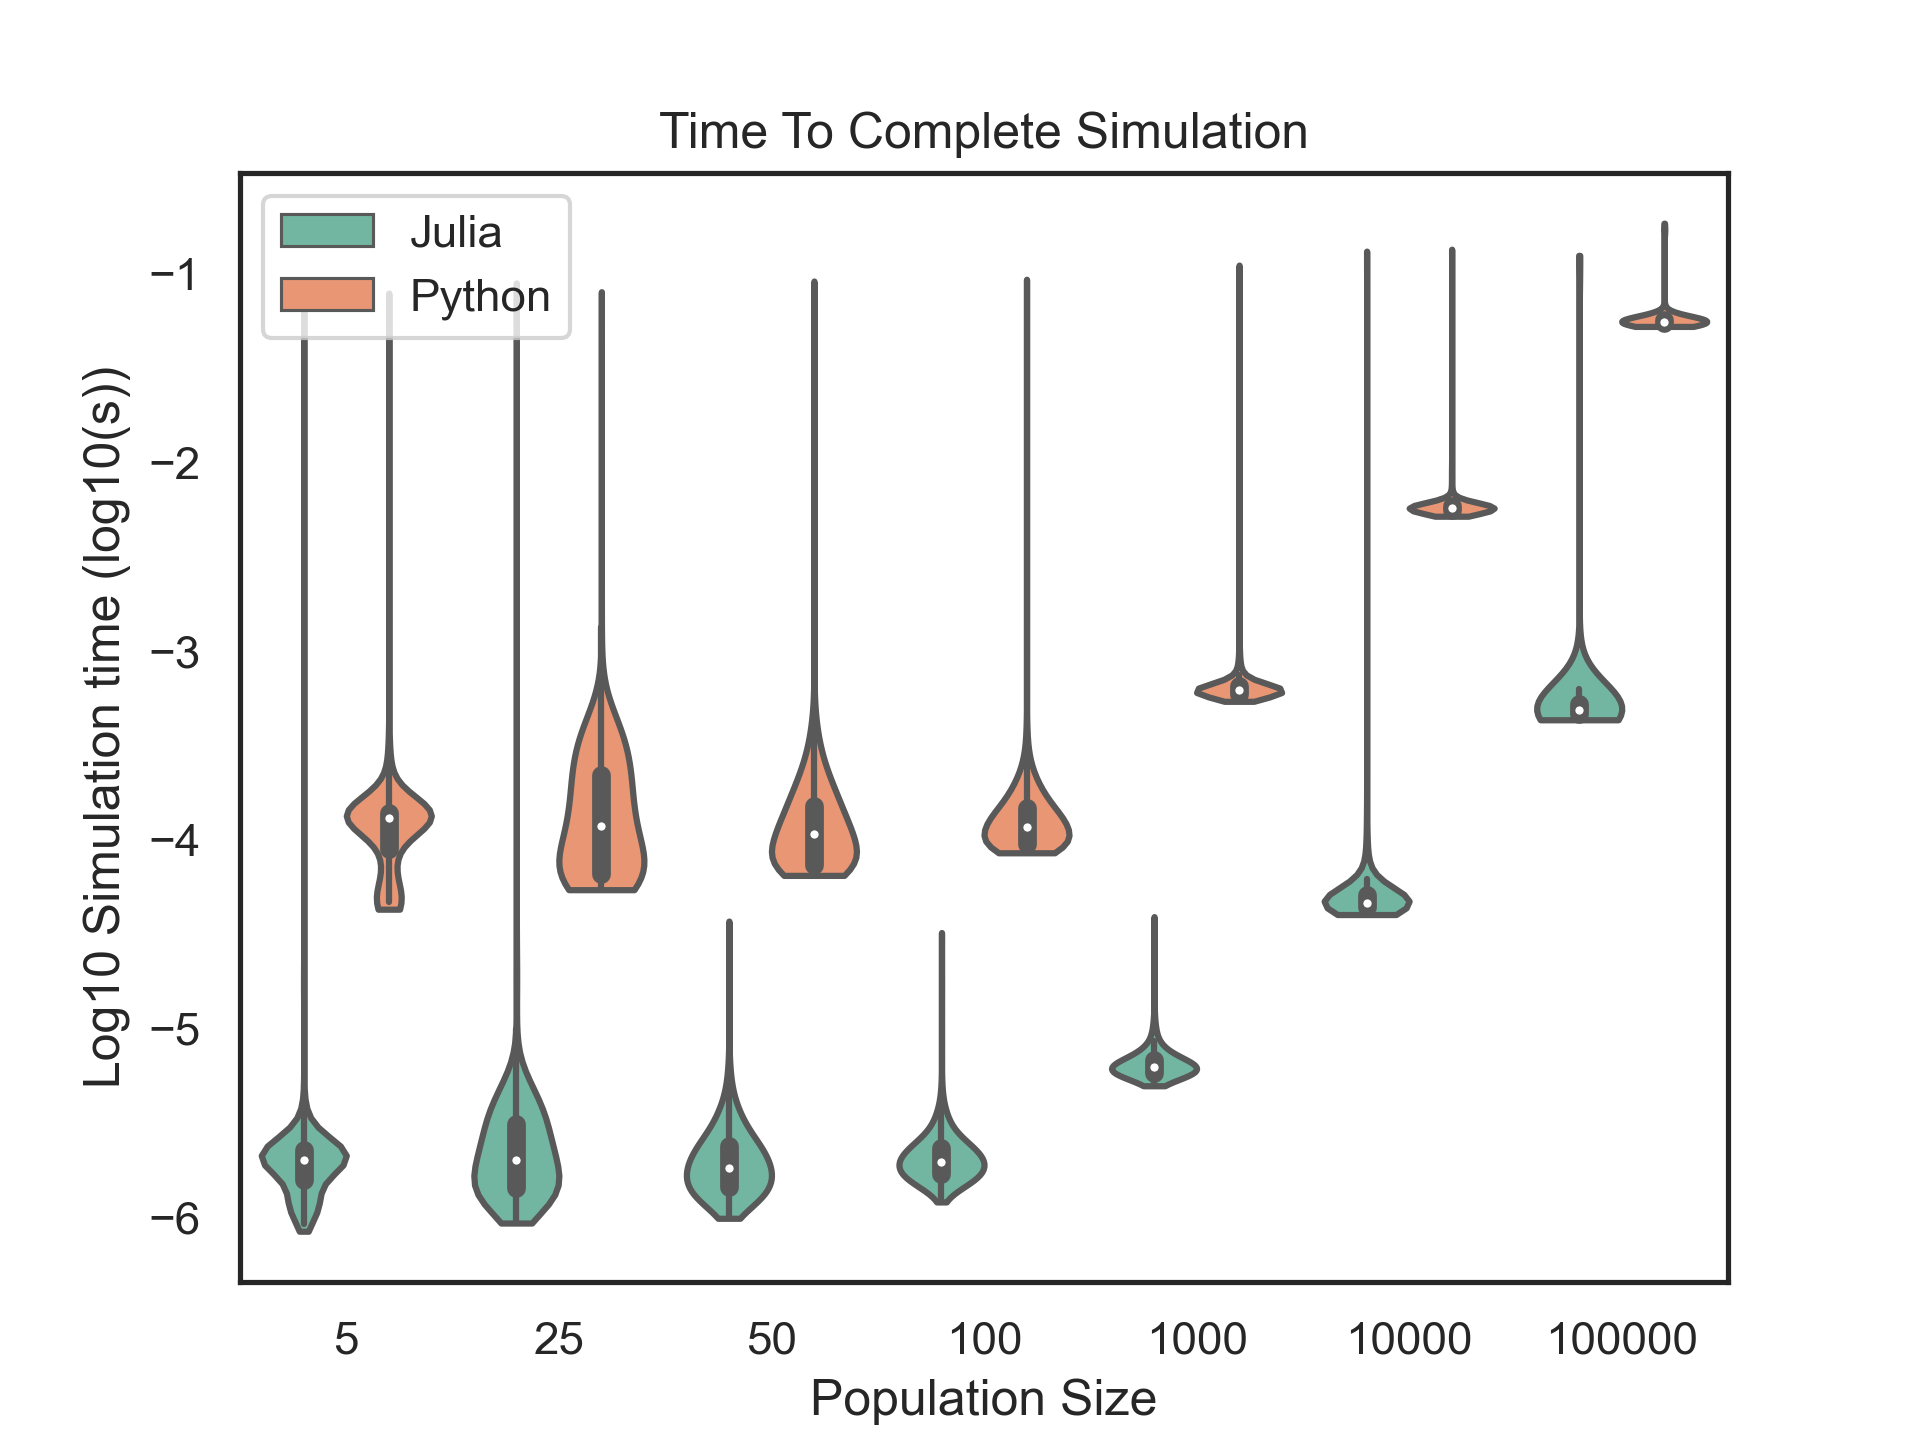 Time To Complete Simulation
Julia
Python
−1
−2
−3
−4
−5
−6
Log10 Simulation time (log10(s))
5 25 50 100 1000 10000 100000
Population Size